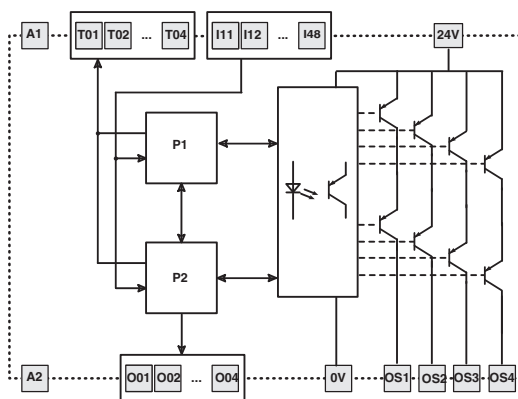 A1 T01 T02 ... T04 I11 I12 ... I48 24V
P1
P2
A2 O01 O02 ... O04 0V OS1 OS2 OS3 OS4